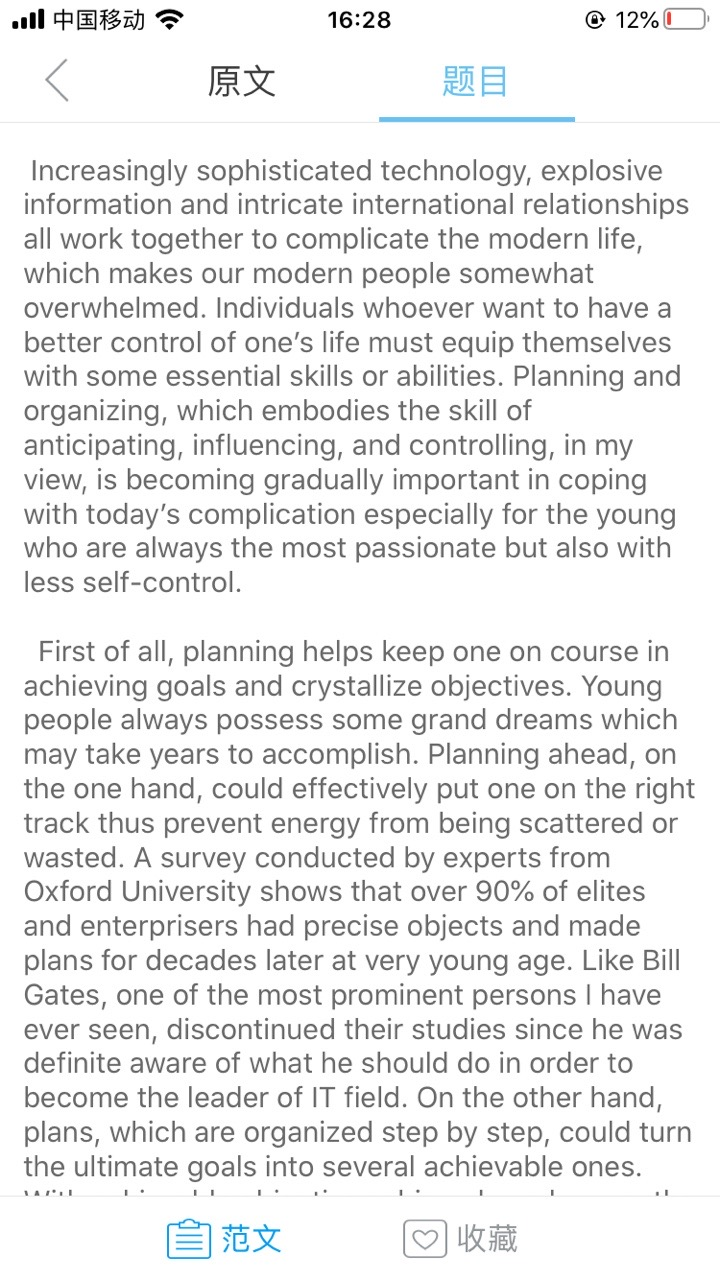 中国移动 16:28 12%
原文 题目
Increasingly sophisticated technology, explosive
information and intricate international relationships
all work together to complicate the modern life,
which makes our modern people somewhat
overwhelmed. Individuals whoever want to have a
better control of one’s life must equip themselves
with some essential skills or abilities. Planning and
organizing, which embodies the skill of
anticipating, influencing, and controlling, in my
view, is becoming gradually important in coping
with today’s complication especially for the young
who are always the most passionate but also with
less self-control.
First of all, planning helps keep one on course in
achieving goals and crystallize objectives. Young
people always possess some grand dreams which
may take years to accomplish. Planning ahead, on
the one hand, could effectively put one on the right
track thus prevent energy from being scattered or
wasted. A survey conducted by experts from
Oxford University shows that over 90% of elites
and enterprisers had precise objects and made
plans for decades later at very young age. Like Bill
Gates, one of the most prominent persons I have
ever seen, discontinued their studies since he was
definite aware of what he should do in order to
become the leader of IT field. On the other hand,
plans, which are organized step by step, could turn
the ultimate goals into several achievable ones.
范文 收藏